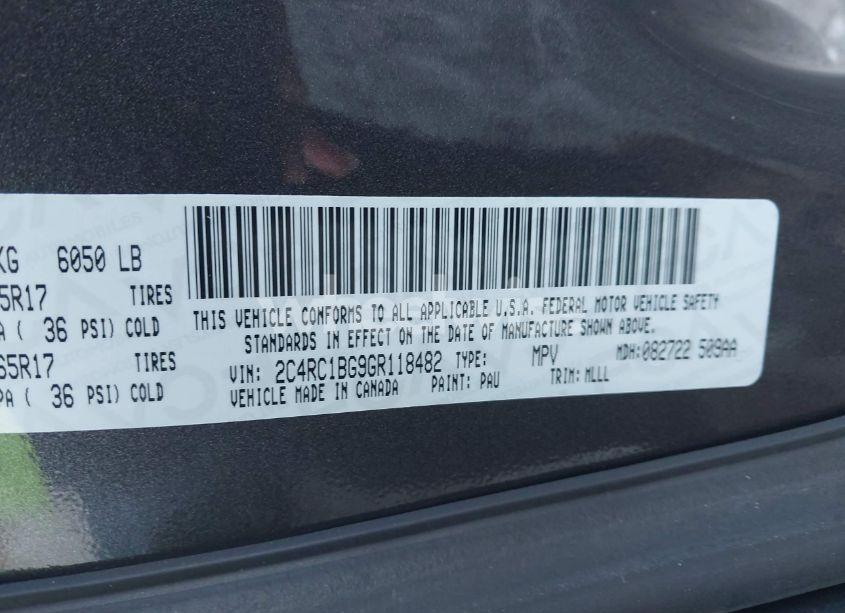 KG 6050 LB
5R17 TIRES
A ( 36 PSI) COLD
65R17 TIRES
PA ( 36 PSI) COLD
THIS VEHICLE CONFORMS TO ALL APPLICABLE U.S.A. FEDERAL MOTOR VEHICLE SAFETY
STANDARDS IN EFFECT ON THE DATE OF MANUFACTURE SHOWN ABOVE.
VIN: 2C4RC1BG9GR118482 TYPE: MPV MDH:082722 509AA
VEHICLE MADE IN CANADA PAINT: PAU TRIM: MLLL